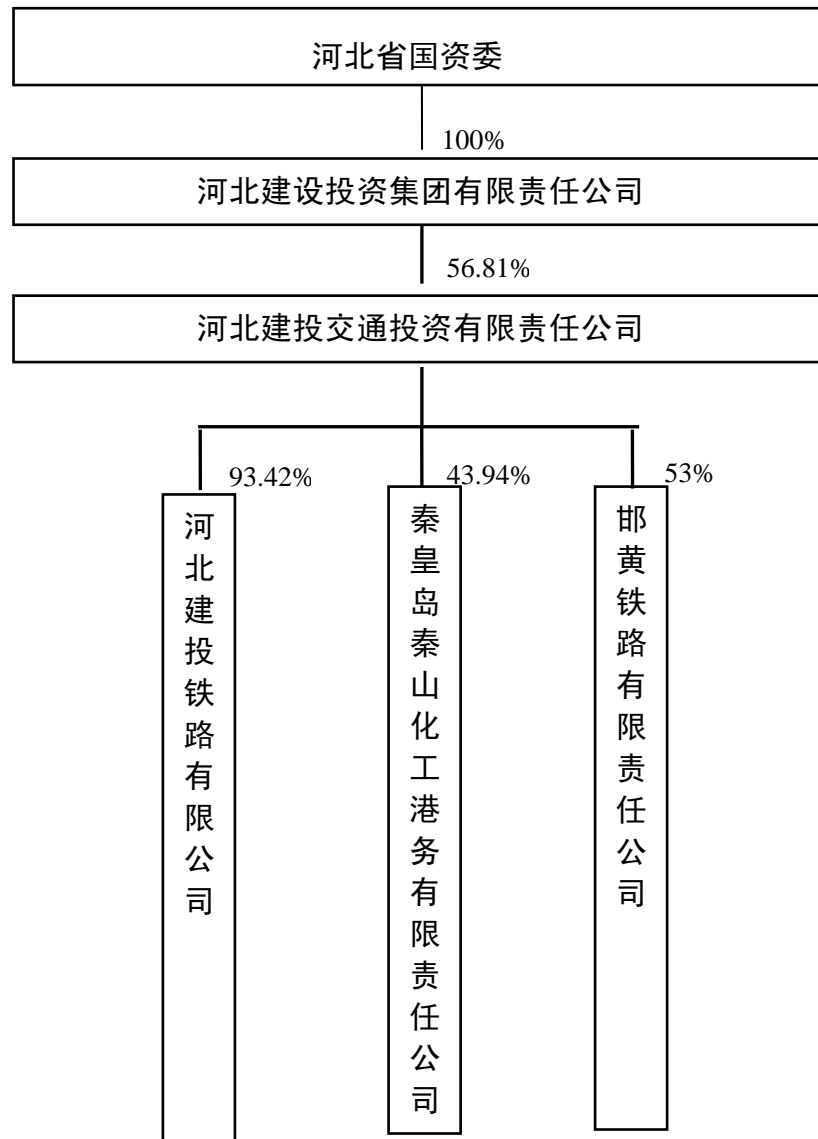 河北省国资委
100%
河北建设投资集团有限责任公司
56.81%
河北建投交通投资有限责任公司
93.42%
43.94%
53%
河北建投铁路有限公司
秦皇岛秦山化工港务有限责任公司
邯黄铁路有限责任公司